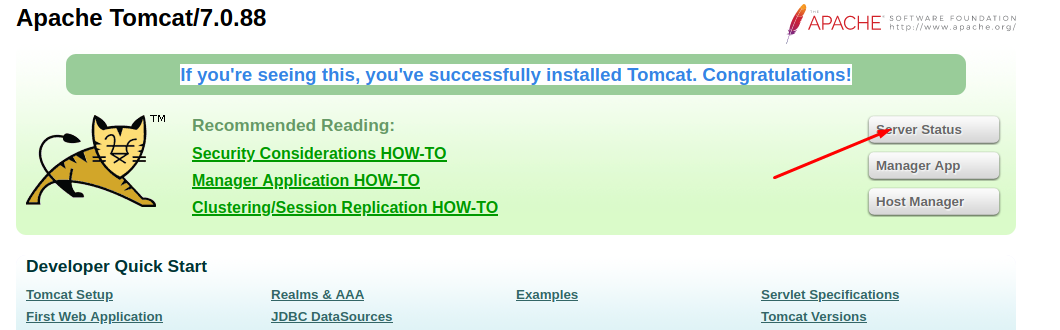 Apache Tomcat/7.0.88
THE
APACHE SOFTWARE FOUNDATION
http://www.apache.org/
If you're seeing this, you've successfully installed Tomcat. Congratulations!
TM
Recommended Reading:
Security Considerations HOW-TO
Manager Application HOW-TO
Clustering/Session Replication HOW-TO
Server Status
Manager App
Host Manager
Developer Quick Start
Tomcat Setup
First Web Application
Realms & AAA
JDBC DataSources
Examples
Servlet Specifications
Tomcat Versions